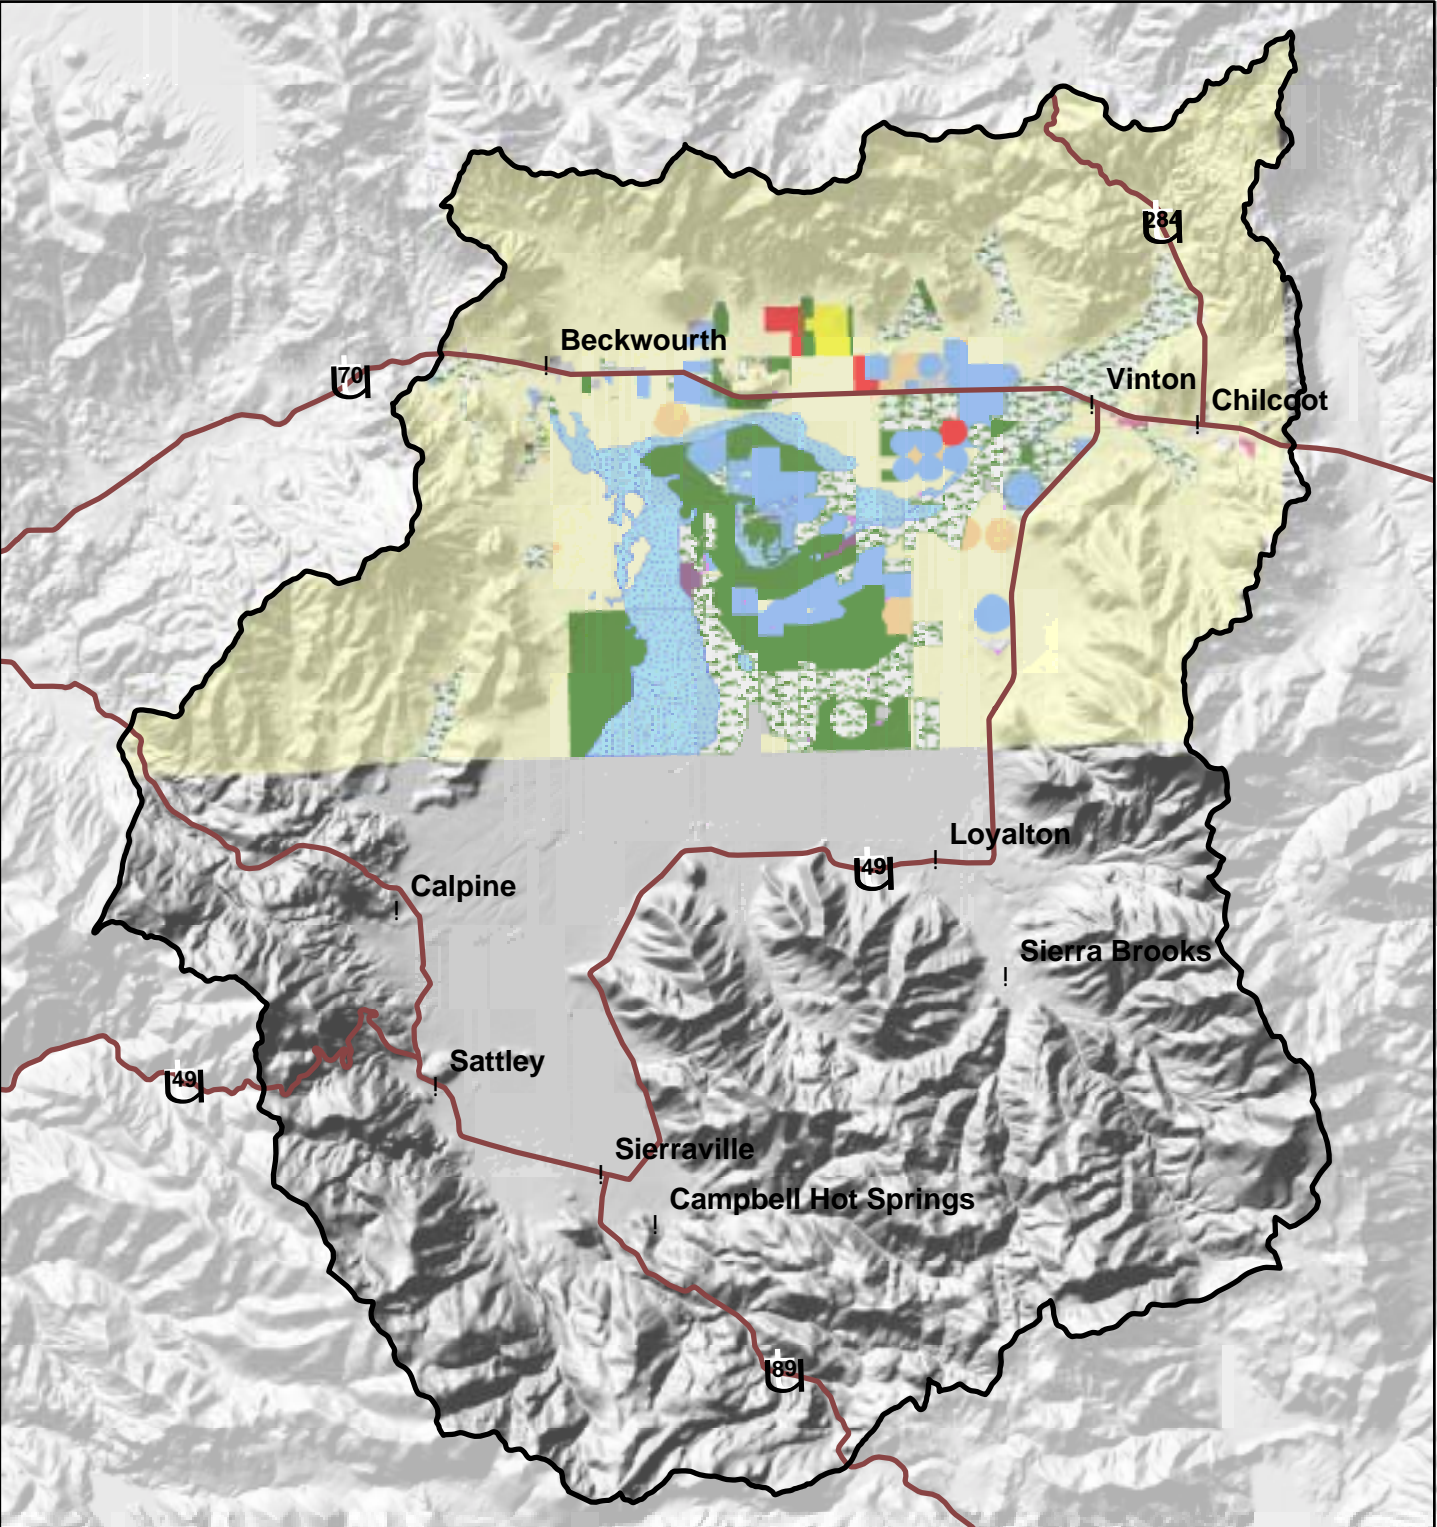 284
Beckwourth
70
Vinton
Chilcoot
Loyalton
49
Calpine
Sierra Brooks
Sattley
49
Sierraville
Campbell Hot Springs
89